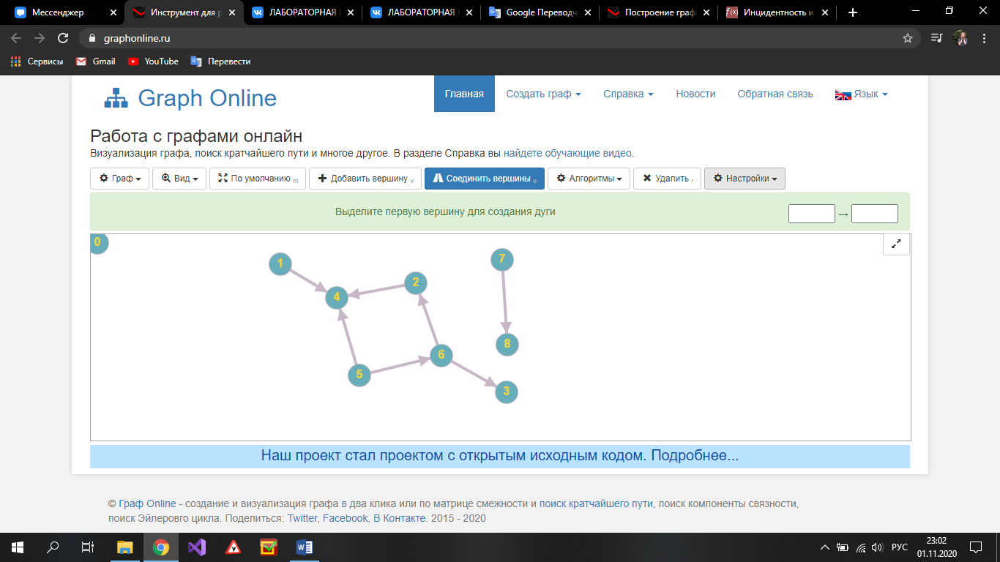 Мессенджер
Инструмент для р
ЛАБОРАТОРНАЯ
ЛАБОРАТОРНАЯ
Google Переводч
Построение граф
Инцидентность и
graphonline.ru
Сервисы Gmail YouTube Перевести
Graph Online
Главная Создать граф Справка Новости Обратная связь Язык
Работа с графами онлайн
Визуализация графа, поиск кратчайшего пути и многое другое. В разделе Справка вы найдете обучающие видео.
Граф Вид По умолчанию m Добавить вершину v Соединить вершины e Алгоритмы Удалить r Настройки
Выделите первую вершину для создания дуги
0
1
7
2
4
8
6
5
3
Наш проект стал проектом с открытым исходным кодом. Подробнее...
© Граф Online - создание и визуализация графа в два клика или по матрице смежности и поиск кратчайшего пути, поиск компоненты связности,
поиск Эйлерового цикла. Поделиться: Twitter, Facebook, В Контакте. 2015 - 2020
РУС
23:02
01.11.2020